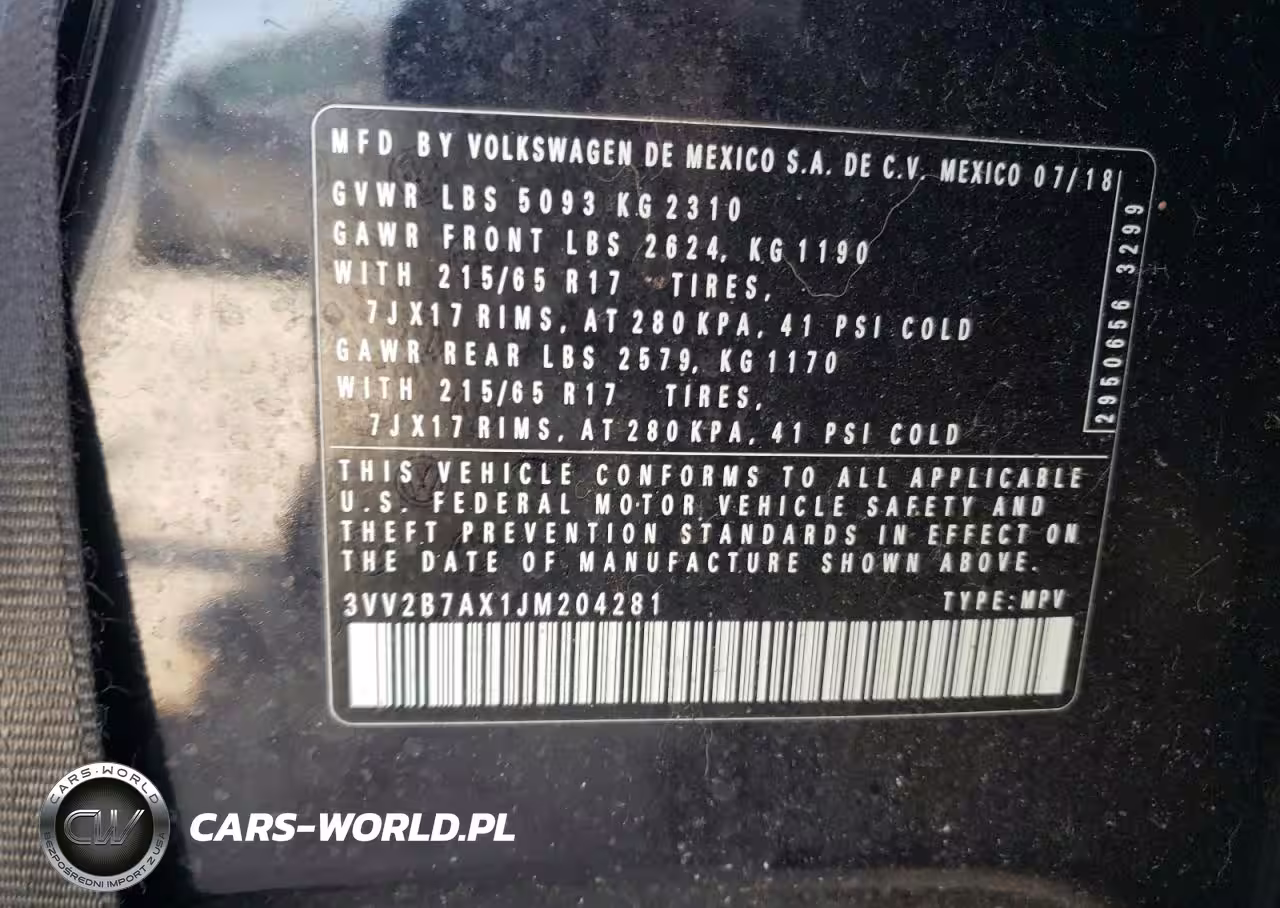 MFD BY VOLKSWAGEN DE MEXICO S.A. DE C.V. MEXICO 07/18
GVWR LBS 5093 KG 2310
GAWR FRONT LBS 2624, KG 1190
WITH 215/65 R17 TIRES,
7JX17 RIMS, AT 280 KPA, 41 PSI COLD
GAWR REAR LBS 2579, KG 1170
WITH 215/65 R17 TIRES,
7JX17 RIMS, AT 280 KPA, 41 PSI COLD
2950656 3299
THIS VEHICLE CONFORMS TO ALL APPLICABLE
U.S. FEDERAL MOTOR VEHICLE SAFETY AND
THEFT PREVENTION STANDARDS IN EFFECT ON
THE DATE OF MANUFACTURE SHOWN ABOVE.
3VV2B7AX1JM204281 TYPE:MPV
CARS-WORLD
CW
BEZPOŚREDNI IMPORT Z USA
CARS-WORLD.PL